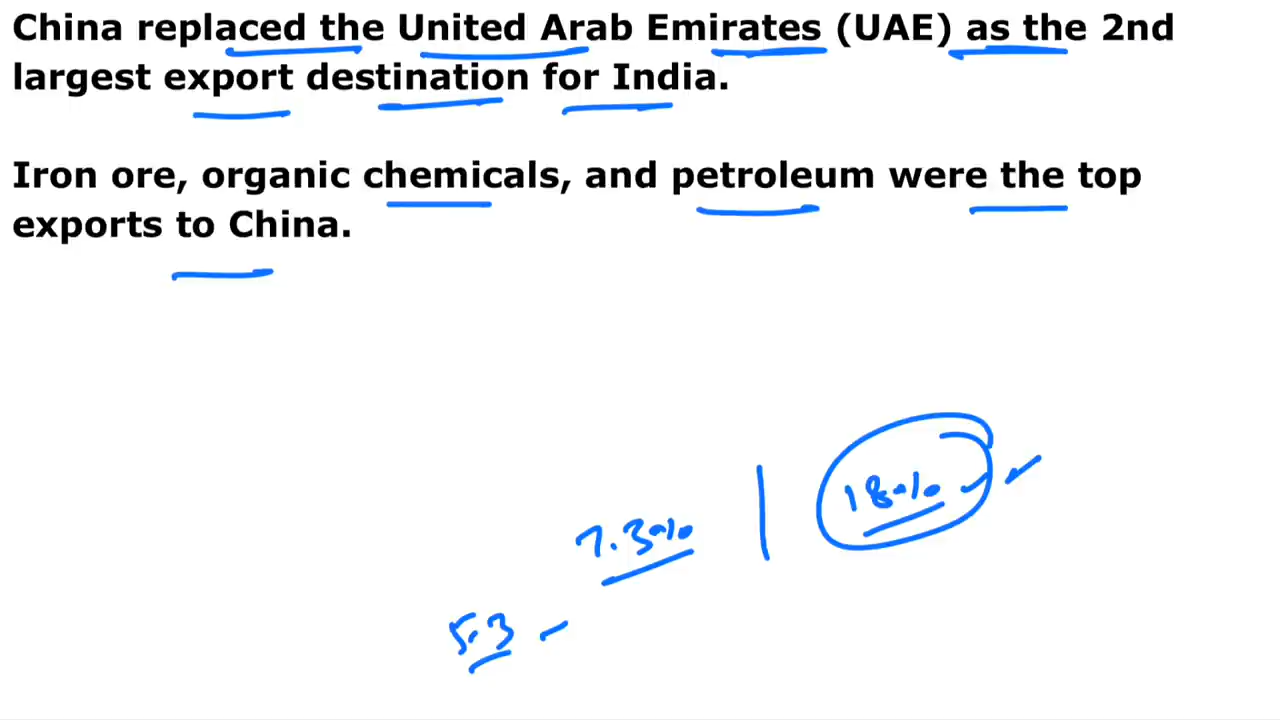 China replaced the United Arab Emirates (UAE) as the 2nd
largest export destination for India.
Iron ore, organic chemicals, and petroleum were the top
exports to China.
18%
7.3%
5.3